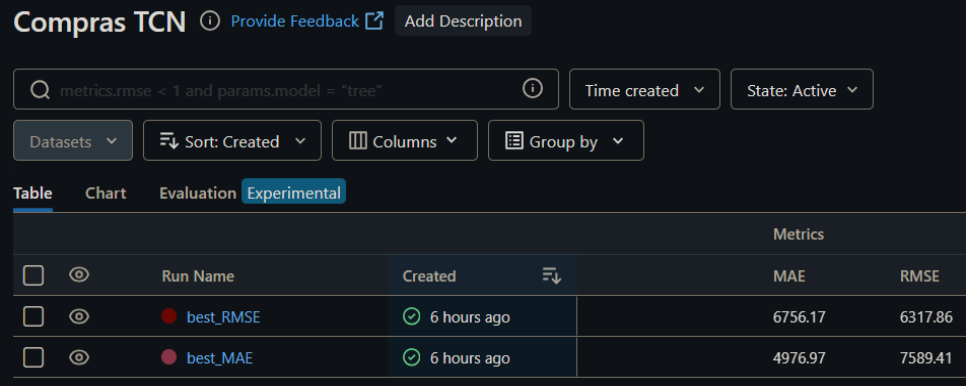 Compras TCN Provide Feedback Add Description
metrics.rmse < 1 and params.model = "tree" Time created State: Active
Datasets Sort: Created Columns Group by
Table Chart Evaluation Experimental
Metrics
Run Name Created MAE RMSE
best_RMSE 6 hours ago 6756.17 6317.86
best_MAE 6 hours ago 4976.97 7589.41